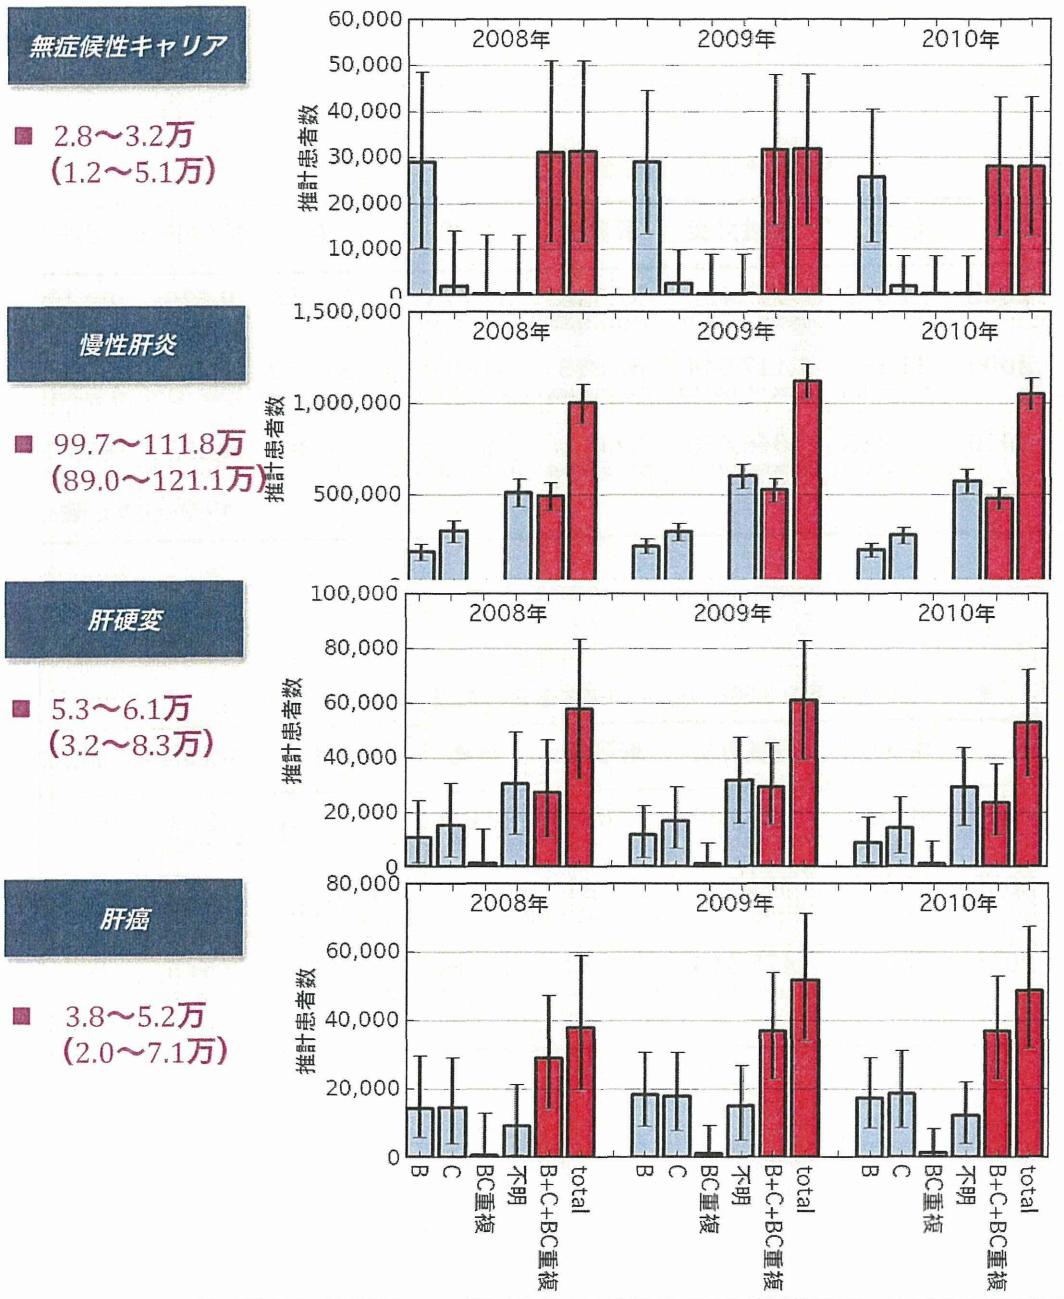 無症候性キャリア
■ 2.8～3.2万
(1.2～5.1万)
推計患者数
60,000
50,000
40,000
30,000
20,000
10,000
0
2008年
2009年
2010年
慢性肝炎
■ 99.7～111.8万
(89.0～121.1万)
推計患者数
1,500,000
1,000,000
500,000
2008年
2009年
2010年
肝硬変
■ 5.3～6.1万
(3.2～8.3万)
推計患者数
100,000
80,000
60,000
40,000
20,000
0
2008年
2009年
2010年
肝癌
■ 3.8～5.2万
(2.0～7.1万)
推計患者数
80,000
60,000
40,000
20,000
0
2008年
2009年
2010年
B
C
BC重複
不明
B+C+BC重複
total
B
C
BC重複
不明
B+C+BC重複
total
B
C
BC重複
不明
B+C+BC重複
total